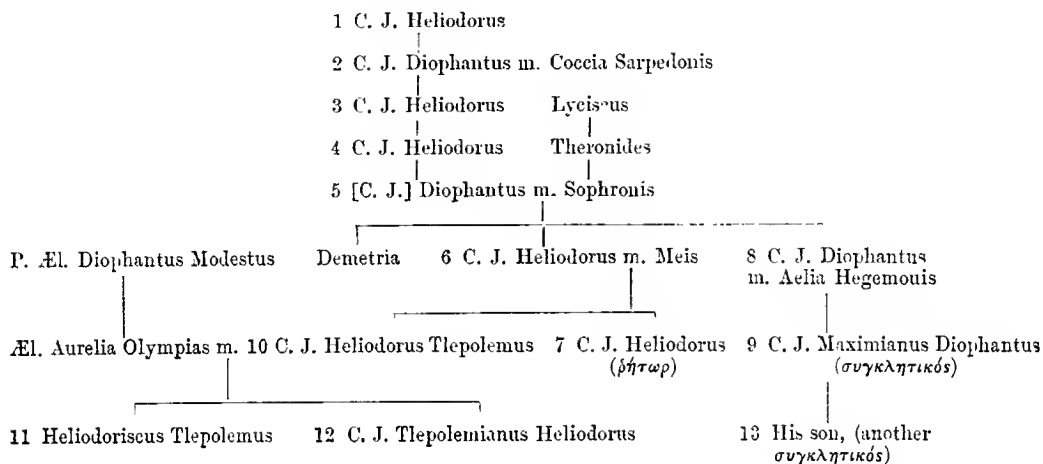 1 C. J. Heliodorus
2 C. J. Diophantus m. Coccia Sarpedonis
3 C. J. Heliodorus Lyciscus
4 C. J. Heliodorus Theronides
5 [C. J.] Diophantus m. Sophronis
P. Æl. Diophantus Modestus Demetria 6 C. J. Heliodorus m. Meis 8 C. J. Diophantus
m. Aelia Hegemonis
Æl. Aurelia Olympias m. 10 C. J. Heliodorus Tlepolemus 7 C. J. Heliodorus 9 C. J. Maximianus Diophantus
(ῥήτωρ) (συγκλητικός)
11 Heliodoriscus Tlepolemus 12 C. J. Tlepolemianus Heliodorus 13 His son, (another
συγκλητικός)